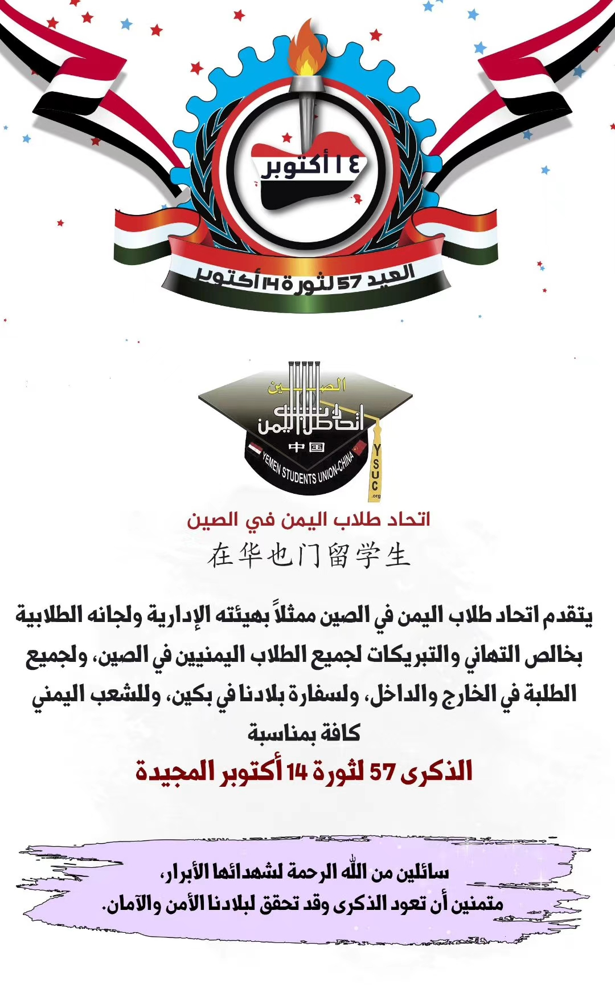 ١٤ أكتوبر
العيد 57 لثورة 14 أكتوبر
الصين
اتحاد طلاب اليمن
中国
YEMEN STUDENTS UNION-CHINA
YSUC
.org
اتحاد طلاب اليمن في الصين
在华也门留学生
يتقدم اتحاد طلاب اليمن في الصين ممثلاً بهيئته الإدارية ولجانه الطلابية
بخالص التهاني والتبريكات لجميع الطلاب اليمنيين في الصين، ولجميع
الطلبة في الخارج والداخل، ولسفارة بلادنا في بكين، وللشعب اليمني
كافة بمناسبة
الذكرى 57 لثورة 14 أكتوبر المجيدة
سائلين من الله الرحمة لشهدائها الأبرار،
متمنين أن تعود الذكرى وقد تحقق لبلادنا الأمن والآمان.